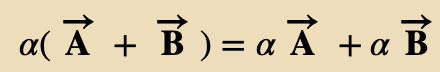 α( A⃗ + B⃗ ) = α A⃗ + α B⃗